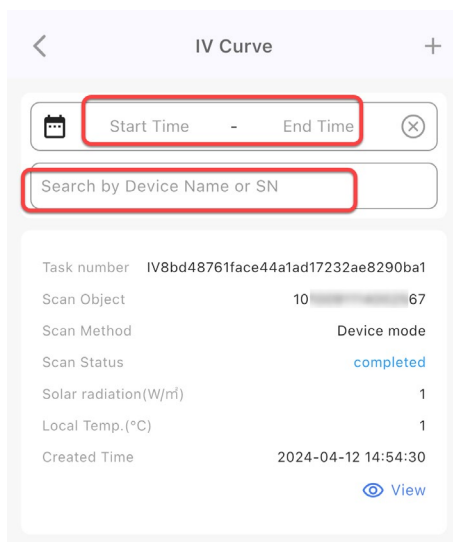 IV Curve
Start Time - End Time
Search by Device Name or SN
Task number IV8bd48761face44a1ad17232ae8290ba1
Scan Object 10 67
Scan Method Device mode
Scan Status completed
Solar radiation(W/㎡) 1
Local Temp.(°C) 1
Created Time 2024-04-12 14:54:30
View